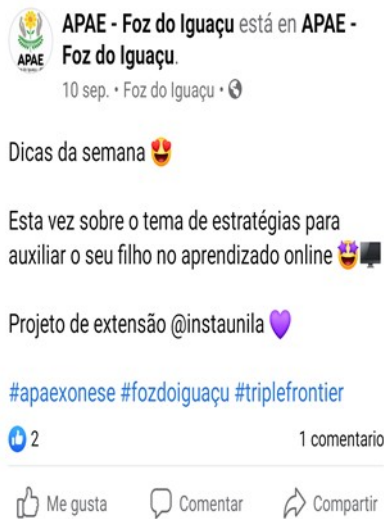 APAE
APAE - Foz do Iguaçu está en APAE -
Foz do Iguaçu.
10 sep. • Foz do Iguaçu •
Dicas da semana 😍
Esta vez sobre o tema de estratégias para
auxiliar o seu filho no aprendizado online 🤩🖥️
Projeto de extensão @instaunila 💜
#apaexonese #fozdoiguaçu #triplefrontier
2
1 comentario
Me gusta
Comentar
Compartir